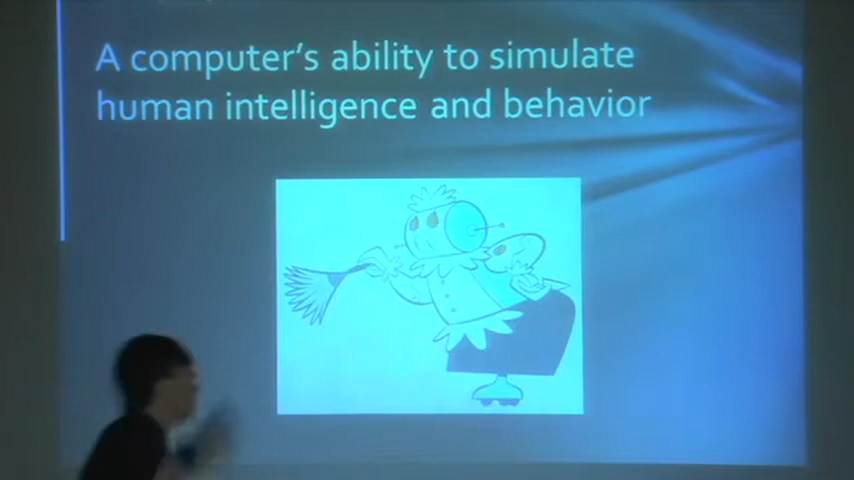 A computer's ability to simulate
human intelligence and behavior